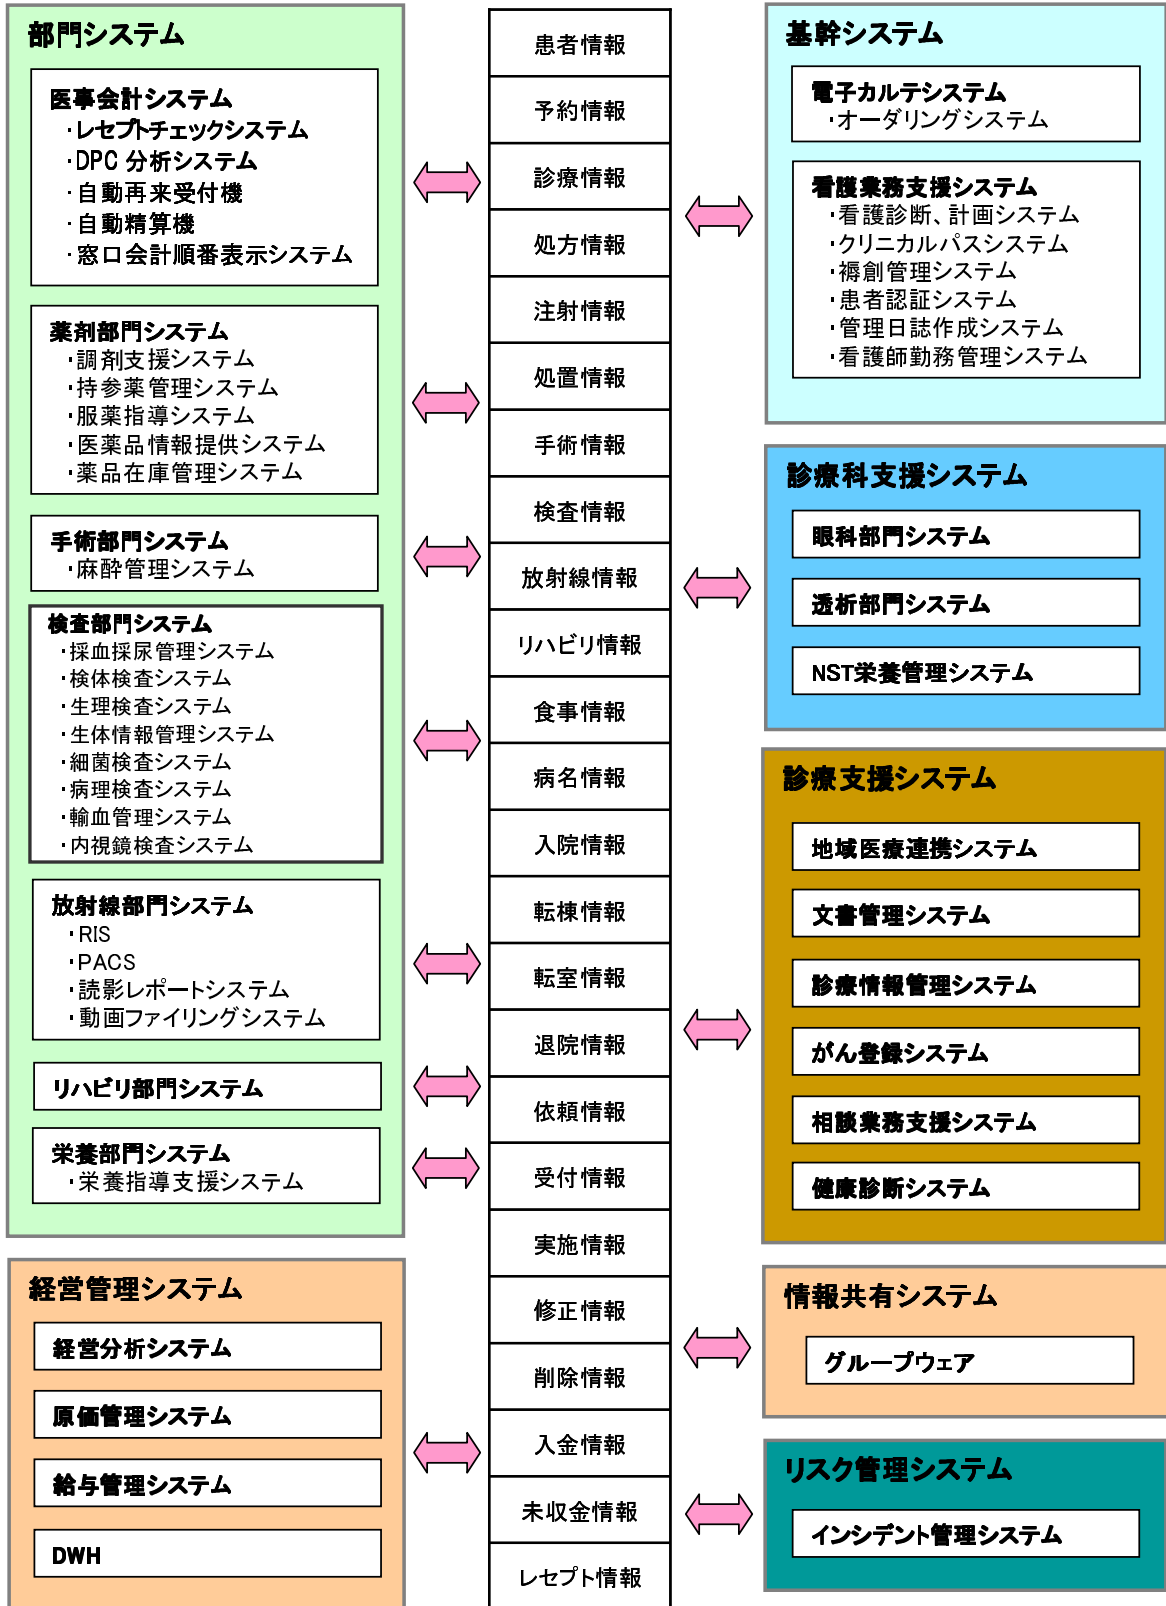 部門システム
医事会計システム
・レセプトチェックシステム
・DPC 分析システム
・自動再来受付機
・自動精算機
・窓口会計順番表示システム
薬剤部門システム
・調剤支援システム
・持参薬管理システム
・服薬指導システム
・医薬品情報提供システム
・薬品在庫管理システム
手術部門システム
・麻酔管理システム
検査部門システム
・採血採尿管理システム
・検体検査システム
・生理検査システム
・生体情報管理システム
・細菌検査システム
・病理検査システム
・輸血管理システム
・内視鏡検査システム
放射線部門システム
・RIS
・PACS
・読影レポートシステム
・動画ファイリングシステム
リハビリ部門システム
栄養部門システム
・栄養指導支援システム
経営管理システム
経営分析システム
原価管理システム
給与管理システム
DWH
患者情報
予約情報
診療情報
処方情報
注射情報
処置情報
手術情報
検査情報
放射線情報
リハビリ情報
食事情報
病名情報
入院情報
転棟情報
転室情報
退院情報
依頼情報
受付情報
実施情報
修正情報
削除情報
入金情報
未収金情報
レセプト情報
基幹システム
電子カルテシステム
・オーダリングシステム
看護業務支援システム
・看護診断、計画システム
・クリニカルパスシステム
・褥創管理システム
・患者認証システム
・管理日誌作成システム
・看護師勤務管理システム
診療科支援システム
眼科部門システム
透析部門システム
NST栄養管理システム
診療支援システム
地域医療連携システム
文書管理システム
診療情報管理システム
がん登録システム
相談業務支援システム
健康診断システム
情報共有システム
グループウェア
リスク管理システム
インシデント管理システム